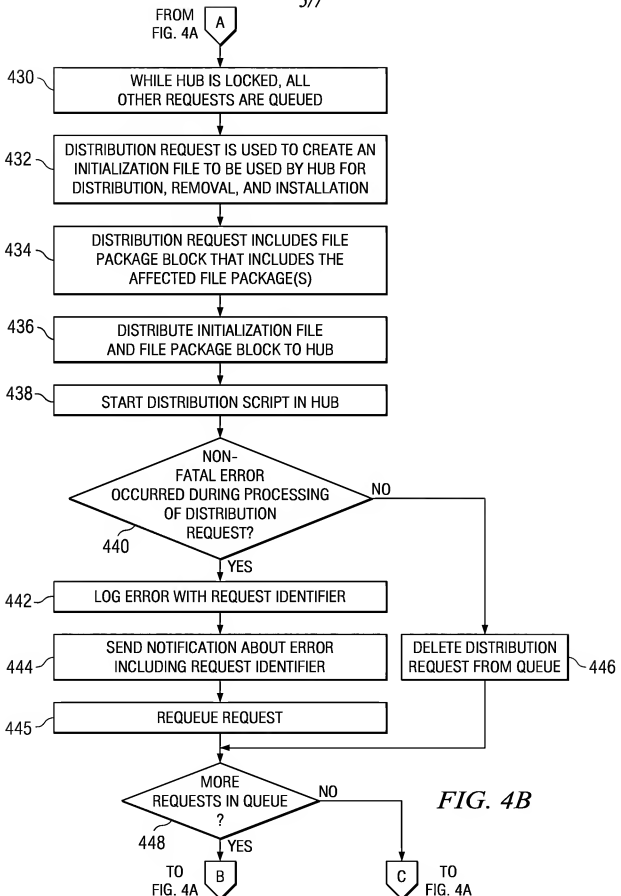 5/7
FROM
FIG. 4A
A
430
WHILE HUB IS LOCKED, ALL
OTHER REQUESTS ARE QUEUED
432
DISTRIBUTION REQUEST IS USED TO CREATE AN
INITIALIZATION FILE TO BE USED BY HUB FOR
DISTRIBUTION, REMOVAL, AND INSTALLATION
434
DISTRIBUTION REQUEST INCLUDES FILE
PACKAGE BLOCK THAT INCLUDES THE
AFFECTED FILE PACKAGE(S)
436
DISTRIBUTE INITIALIZATION FILE
AND FILE PACKAGE BLOCK TO HUB
438
START DISTRIBUTION SCRIPT IN HUB
NON-
FATAL ERROR
OCCURRED DURING PROCESSING
OF DISTRIBUTION
REQUEST?
440
NO
YES
442
LOG ERROR WITH REQUEST IDENTIFIER
444
SEND NOTIFICATION ABOUT ERROR
INCLUDING REQUEST IDENTIFIER
DELETE DISTRIBUTION
REQUEST FROM QUEUE
446
445
REQUEUE REQUEST
MORE
REQUESTS IN QUEUE
?
448
NO
YES
FIG. 4B
TO
FIG. 4A
B
C
TO
FIG. 4A